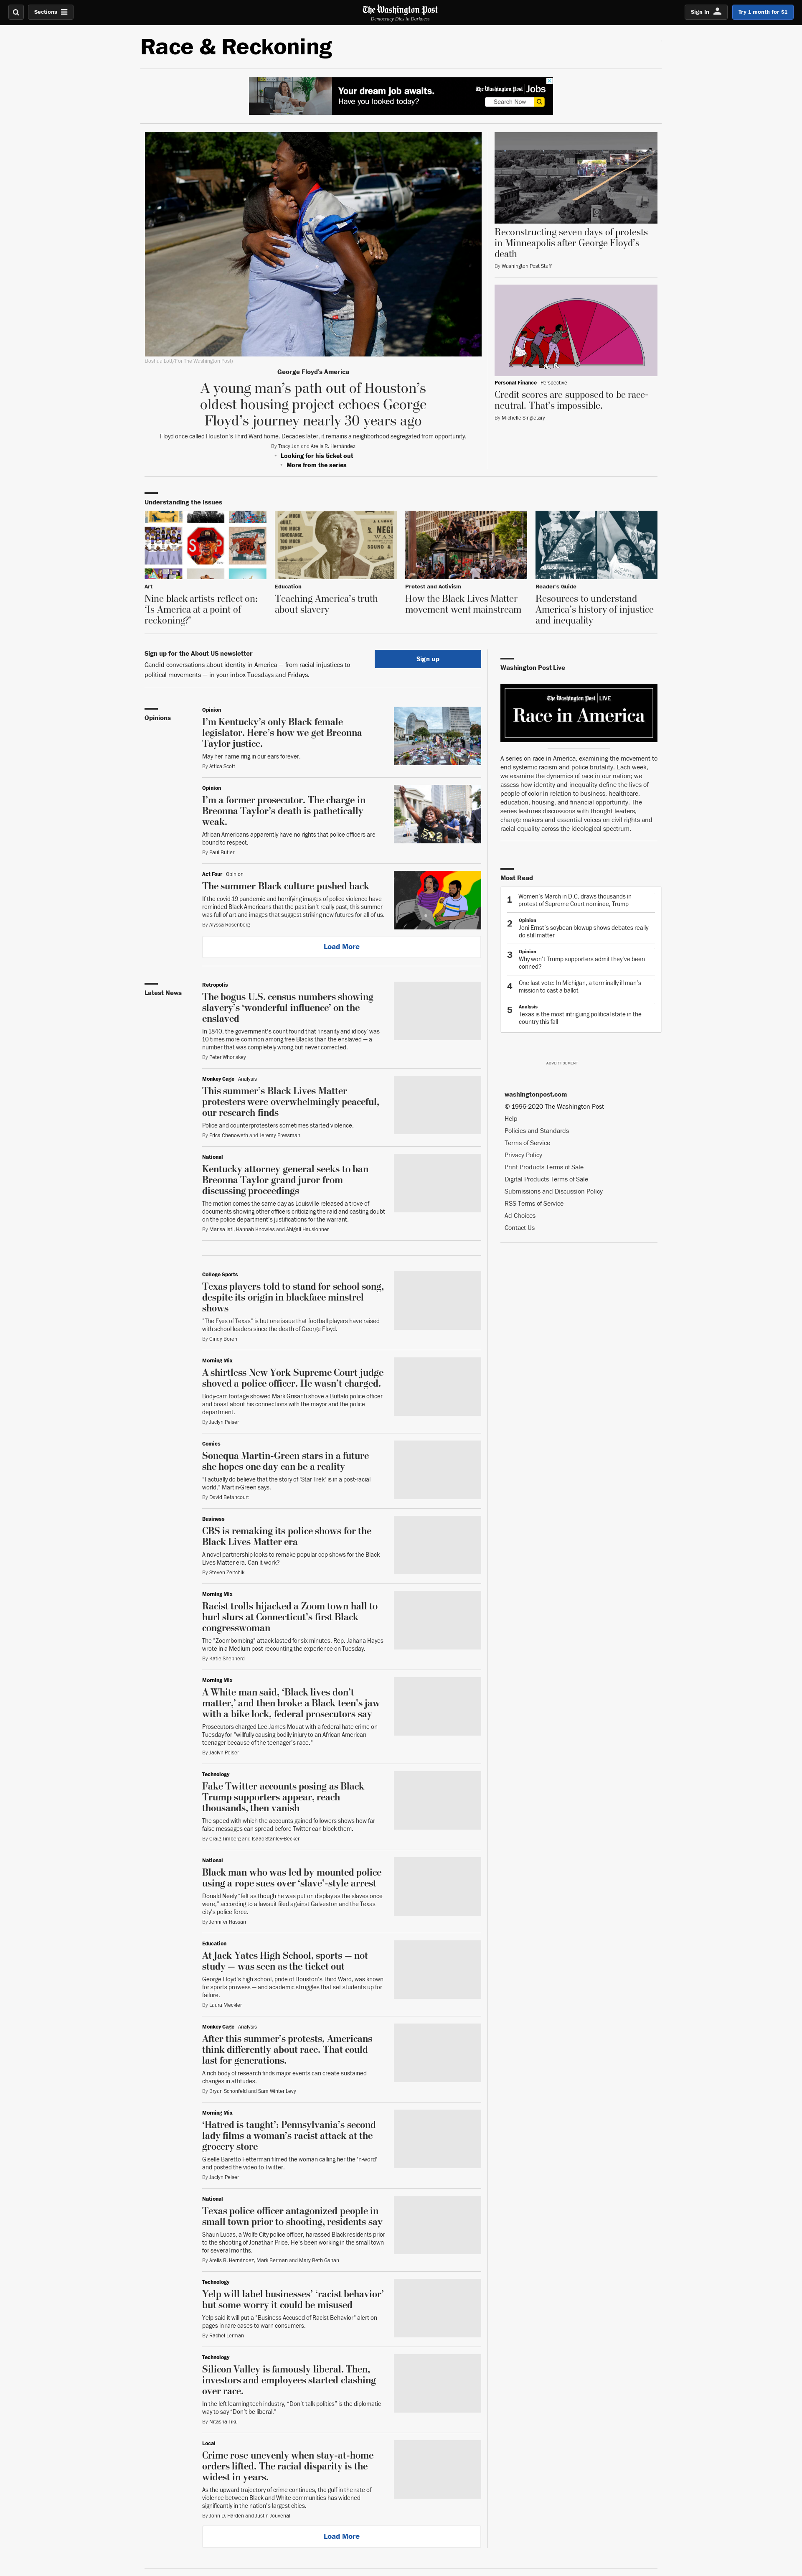 Sections
The Washington Post
Democracy Dies in Darkness
Sign In
Try 1 month for $1
Race & Reckoning
Your dream job awaits.
Have you looked today?
The Washington Post Jobs
Search Now
(Joshua Lott/For The Washington Post)
George Floyd's America
A young man's path out of Houston's
oldest housing project echoes George
Floyd's journey nearly 30 years ago
Floyd once called Houston's Third Ward home. Decades later, it remains a neighborhood segregated from opportunity.
By Tracy Jan and Arelis R. Hernández
Looking for his ticket out
More from the series
Reconstructing seven days of protests
in Minneapolis after George Floyd's
death
By Washington Post Staff
Personal Finance Perspective
Credit scores are supposed to be race-
neutral. That's impossible.
By Michelle Singletary
Understanding the Issues
Art
Nine black artists reflect on:
‘Is America at a point of
reckoning?’
Education
Teaching America's truth
about slavery
Protest and Activism
How the Black Lives Matter
movement went mainstream
Reader's Guide
Resources to understand
America's history of injustice
and inequality
Sign up for the About US newsletter
Candid conversations about identity in America — from racial injustices to
political movements — in your inbox Tuesdays and Fridays.
Sign up
Opinions
Opinion
I'm Kentucky's only Black female
legislator. Here's how we get Breonna
Taylor justice.
May her name ring in our ears forever.
By Attica Scott
Opinion
I'm a former prosecutor. The charge in
Breonna Taylor's death is pathetically
weak.
African Americans apparently have no rights that police officers are
bound to respect.
By Paul Butler
Act Four Opinion
The summer Black culture pushed back
If the covid-19 pandemic and horrifying images of police violence have
reminded Black Americans that the past isn't really past, this summer
was full of art and images that suggest striking new futures for all of us.
By Alyssa Rosenberg
Load More
Washington Post Live
The Washington Post LIVE
Race in America
A series on race in America, examining the movement to
end systemic racism and police brutality. Each week,
we examine the dynamics of race in our nation; we
assess how identity and inequality define the lives of
people of color in relation to business, healthcare,
education, housing, and financial opportunity. The
series features discussions with thought leaders,
change makers and essential voices on civil rights and
racial equality across the ideological spectrum.
Most Read
1 Women's March in D.C. draws thousands in
protest of Supreme Court nominee, Trump
Opinion
2 Joni Ernst's soybean blowup shows debates really
do still matter
Opinion
3 Why won't Trump supporters admit they've been
conned?
4 One last vote: In Michigan, a terminally ill man's
mission to cast a ballot
Analysis
5 Texas is the most intriguing political state in the
country this fall
ADVERTISEMENT
washingtonpost.com
© 1996-2020 The Washington Post
Help
Policies and Standards
Terms of Service
Privacy Policy
Print Products Terms of Sale
Digital Products Terms of Sale
Submissions and Discussion Policy
RSS Terms of Service
Ad Choices
Contact Us
Latest News
Retropolis
The bogus U.S. census numbers showing
slavery's ‘wonderful influence’ on the
enslaved
In 1840, the government's count found that ‘insanity and idiocy’ was
10 times more common among free Blacks than the enslaved — a
number that was completely wrong but never corrected.
By Peter Whoriskey
Monkey Cage Analysis
This summer's Black Lives Matter
protesters were overwhelmingly peaceful,
our research finds
Police and counterprotesters sometimes started violence.
By Erica Chenoweth and Jeremy Pressman
National
Kentucky attorney general seeks to ban
Breonna Taylor grand juror from
discussing proceedings
The motion comes the same day as Louisville released a trove of
documents showing other officers criticizing the raid and casting doubt
on the police department's justifications for the warrant.
By Marisa Iati, Hannah Knowles and Abigail Hauslohner
College Sports
Texas players told to stand for school song,
despite its origin in blackface minstrel
shows
"The Eyes of Texas" is but one issue that football players have raised
with school leaders since the death of George Floyd.
By Cindy Boren
Morning Mix
A shirtless New York Supreme Court judge
shoved a police officer. He wasn't charged.
Body-cam footage showed Mark Grisanti shove a Buffalo police officer
and boast about his connections with the mayor and the police
department.
By Jaclyn Peiser
Comics
Sonequa Martin-Green stars in a future
she hopes one day can be a reality
"I actually do believe that the story of 'Star Trek' is in a post-racial
world," Martin-Green says.
By David Betancourt
Business
CBS is remaking its police shows for the
Black Lives Matter era
A novel partnership looks to remake popular cop shows for the Black
Lives Matter era. Can it work?
By Steven Zeitchik
Morning Mix
Racist trolls hijacked a Zoom town hall to
hurl slurs at Connecticut's first Black
congresswoman
The "Zoombombing" attack lasted for six minutes, Rep. Jahana Hayes
wrote in a Medium post recounting the experience on Tuesday.
By Katie Shepherd
Morning Mix
A White man said, ‘Black lives don't
matter,’ and then broke a Black teen's jaw
with a bike lock, federal prosecutors say
Prosecutors charged Lee James Mouat with a federal hate crime on
Tuesday for “willfully causing bodily injury to an African-American
teenager because of the teenager's race.”
By Jaclyn Peiser
Technology
Fake Twitter accounts posing as Black
Trump supporters appear, reach
thousands, then vanish
The speed with which the accounts gained followers shows how far
false messages can spread before Twitter can block them.
By Craig Timberg and Isaac Stanley-Becker
National
Black man who was led by mounted police
using a rope sues over ‘slave’-style arrest
Donald Neely “felt as though he was put on display as the slaves once
were,” according to a lawsuit filed against Galveston and the Texas
city's police force.
By Jennifer Hassan
Education
At Jack Yates High School, sports — not
study — was seen as the ticket out
George Floyd's high school, pride of Houston's Third Ward, was known
for sports prowess — and academic struggles that set students up for
failure.
By Laura Meckler
Monkey Cage Analysis
After this summer's protests, Americans
think differently about race. That could
last for generations.
A rich body of research finds major events can create sustained
changes in attitudes.
By Bryan Schonfeld and Sam Winter-Levy
Morning Mix
‘Hatred is taught’: Pennsylvania's second
lady films a woman's racist attack at the
grocery store
Giselle Baretto Fetterman filmed the woman calling her the 'n-word'
and posted the video to Twitter.
By Jaclyn Peiser
National
Texas police officer antagonized people in
small town prior to shooting, residents say
Shaun Lucas, a Wolfe City police officer, harassed Black residents prior
to the shooting of Jonathan Price. He's been working in the small town
for several months.
By Arelis R. Hernández, Mark Berman and Mary Beth Gahan
Technology
Yelp will label businesses' ‘racist behavior’
but some worry it could be misused
Yelp said it will put a "Business Accused of Racist Behavior" alert on
pages in rare cases to warn consumers.
By Rachel Lerman
Technology
Silicon Valley is famously liberal. Then,
investors and employees started clashing
over race.
In the left-learning tech industry, “Don't talk politics” is the diplomatic
way to say “Don't be liberal.”
By Nitasha Tiku
Local
Crime rose unevenly when stay-at-home
orders lifted. The racial disparity is the
widest in years.
As the upward trajectory of crime continues, the gulf in the rate of
violence between Black and White communities has widened
significantly in the nation's largest cities.
By John D. Harden and Justin Jouvenal
Load More